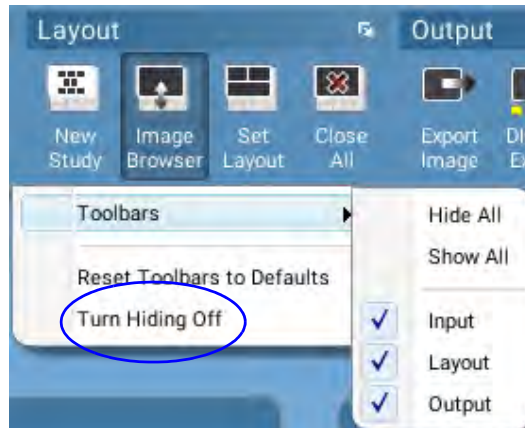 Layout
Output
New Study
Image Browser
Set Layout
Close All
Export Image
Toolbars
Reset Toolbars to Defaults
Turn Hiding Off
Hide All
Show All
Input
Layout
Output